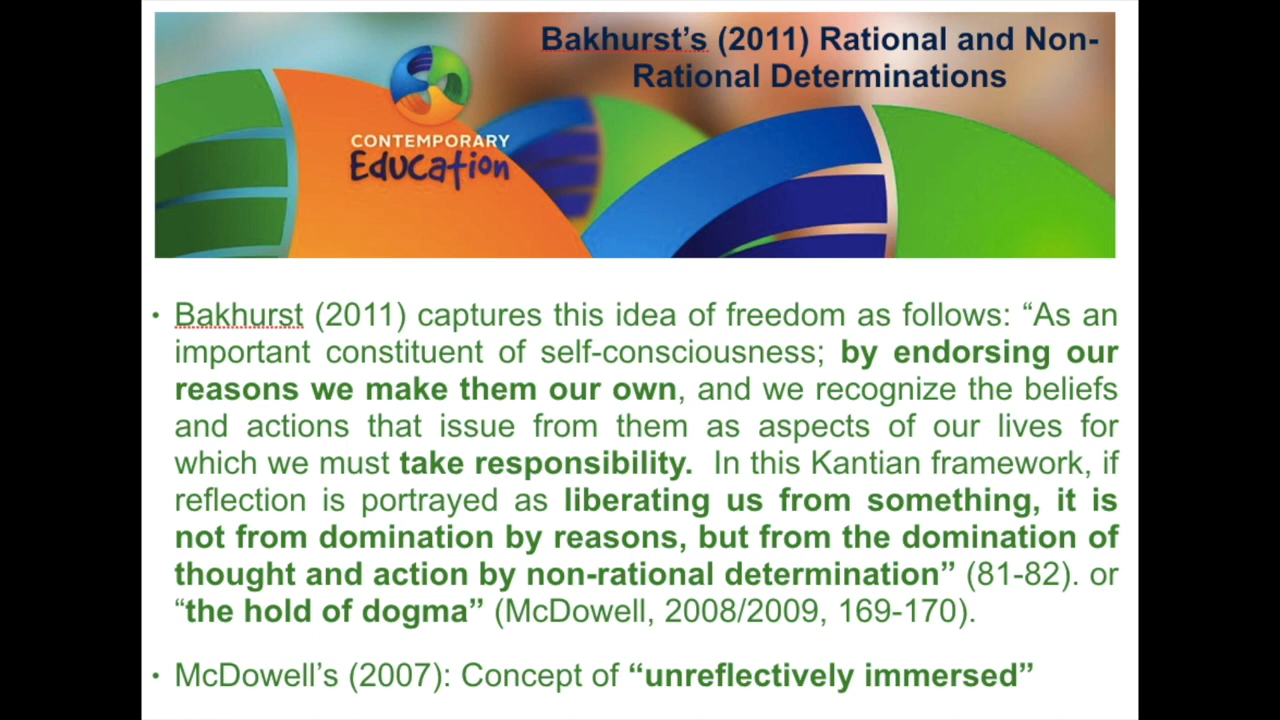 Bakhurst’s (2011) Rational and Non-
Rational Determinations
CONTEMPORARY
Education
• Bakhurst (2011) captures this idea of freedom as follows: “As an
important constituent of self-consciousness; by endorsing our
reasons we make them our own, and we recognize the beliefs
and actions that issue from them as aspects of our lives for
which we must take responsibility. In this Kantian framework, if
reflection is portrayed as liberating us from something, it is
not from domination by reasons, but from the domination of
thought and action by non-rational determination” (81-82). or
“the hold of dogma” (McDowell, 2008/2009, 169-170).
• McDowell’s (2007): Concept of “unreflectively immersed”